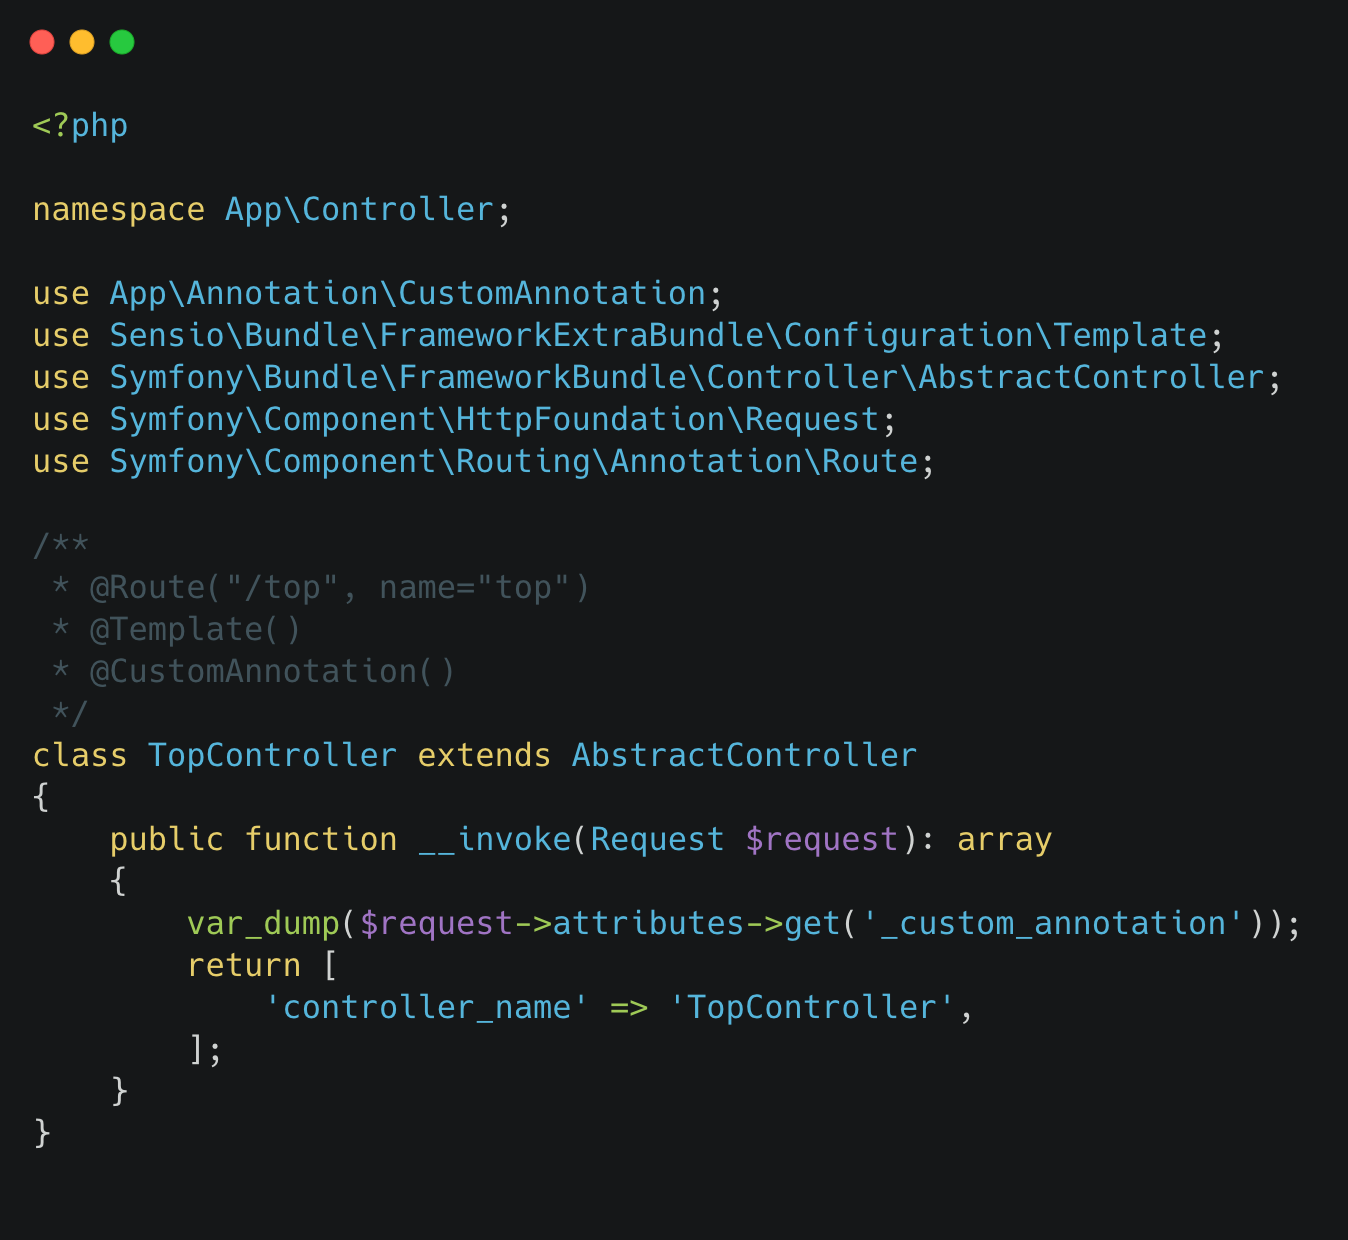 <?php

namespace App\Controller;

use App\Annotation\CustomAnnotation;
use Sensio\Bundle\FrameworkExtraBundle\Configuration\Template;
use Symfony\Bundle\FrameworkBundle\Controller\AbstractController;
use Symfony\Component\HttpFoundation\Request;
use Symfony\Component\Routing\Annotation\Route;

/**
 * @Route("/top", name="top")
 * @Template()
 * @CustomAnnotation()
 */
class TopController extends AbstractController
{
    public function __invoke(Request $request): array
    {
        var_dump($request->attributes->get('_custom_annotation'));
        return [
            'controller_name' => 'TopController',
        ];
    }
}